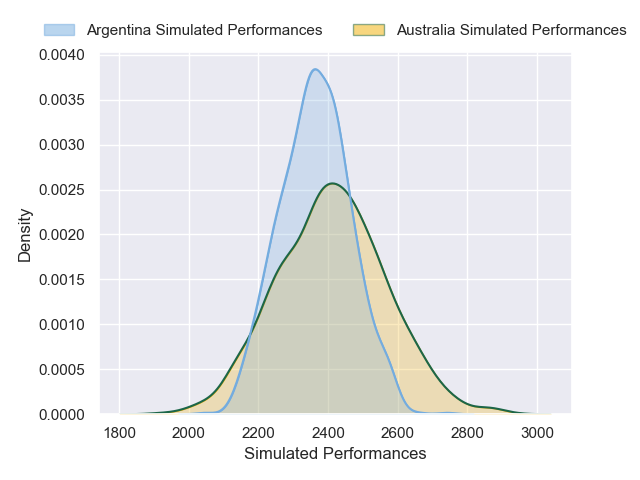 Argentina Simulated Performances Australia Simulated Performances
0.0040
0.0035
0.0030
0.0025
0.0020
0.0015
0.0010
0.0005
0.0000
Density
1800 2000 2200 2400 2600 2800 3000
Simulated Performances